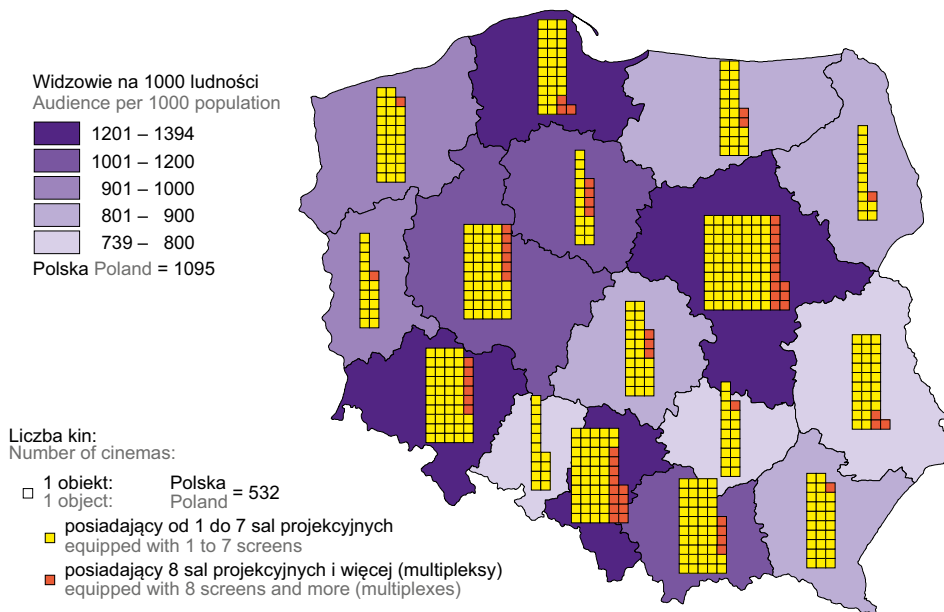 Widzowie na 1000 ludności
Audience per 1000 population
1201 – 1394
1001 – 1200
901 – 1000
801 – 900
739 – 800
Polska Poland = 1095
Liczba kin:
Number of cinemas:
1 obiekt:
1 object:
Polska
Poland = 532
posiadający od 1 do 7 sal projekcyjnych
equipped with 1 to 7 screens
posiadający 8 sal projekcyjnych i więcej (multipleksy)
equipped with 8 screens and more (multiplexes)